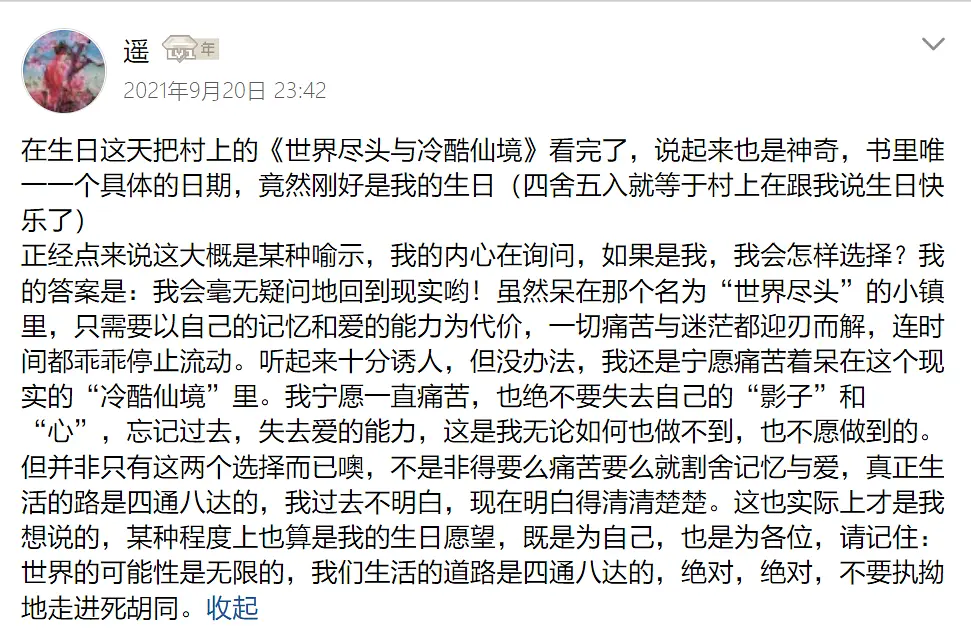 遥 LV1 年
2021年9月20日 23:42
在生日这天把村上的《世界尽头与冷酷仙境》看完了，说起来也是神奇，书里唯
一一个具体的日期，竟然刚好是我的生日（四舍五入就等于村上在跟我说生日快
乐了）
正经点来说这大概是某种喻示，我的内心在询问，如果是我，我会怎样选择？我
的答案是：我会毫无疑问地回到现实哟！虽然呆在那个名为“世界尽头”的小镇
里，只需要以自己的记忆和爱的能力为代价，一切痛苦与迷茫都迎刃而解，连时
间都乖乖停止流动。听起来十分诱人，但没办法，我还是宁愿痛苦着呆在这个现
实的“冷酷仙境”里。我宁愿一直痛苦，也绝不要失去自己的“影子”和
“心”，忘记过去，失去爱的能力，这是我无论如何也做不到，也不愿做到的。
但并非只有这两个选择而已噢，不是非得要么痛苦要么就割舍记忆与爱，真正生
活的路是四通八达的，我过去不明白，现在明白得清清楚楚。这也实际上才是我
想说的，某种程度上也算是我的生日愿望，既是为自己，也是为各位，请记住：
世界的可能性是无限的，我们生活的道路是四通八达的，绝对，绝对，不要执拗
地走进死胡同。收起